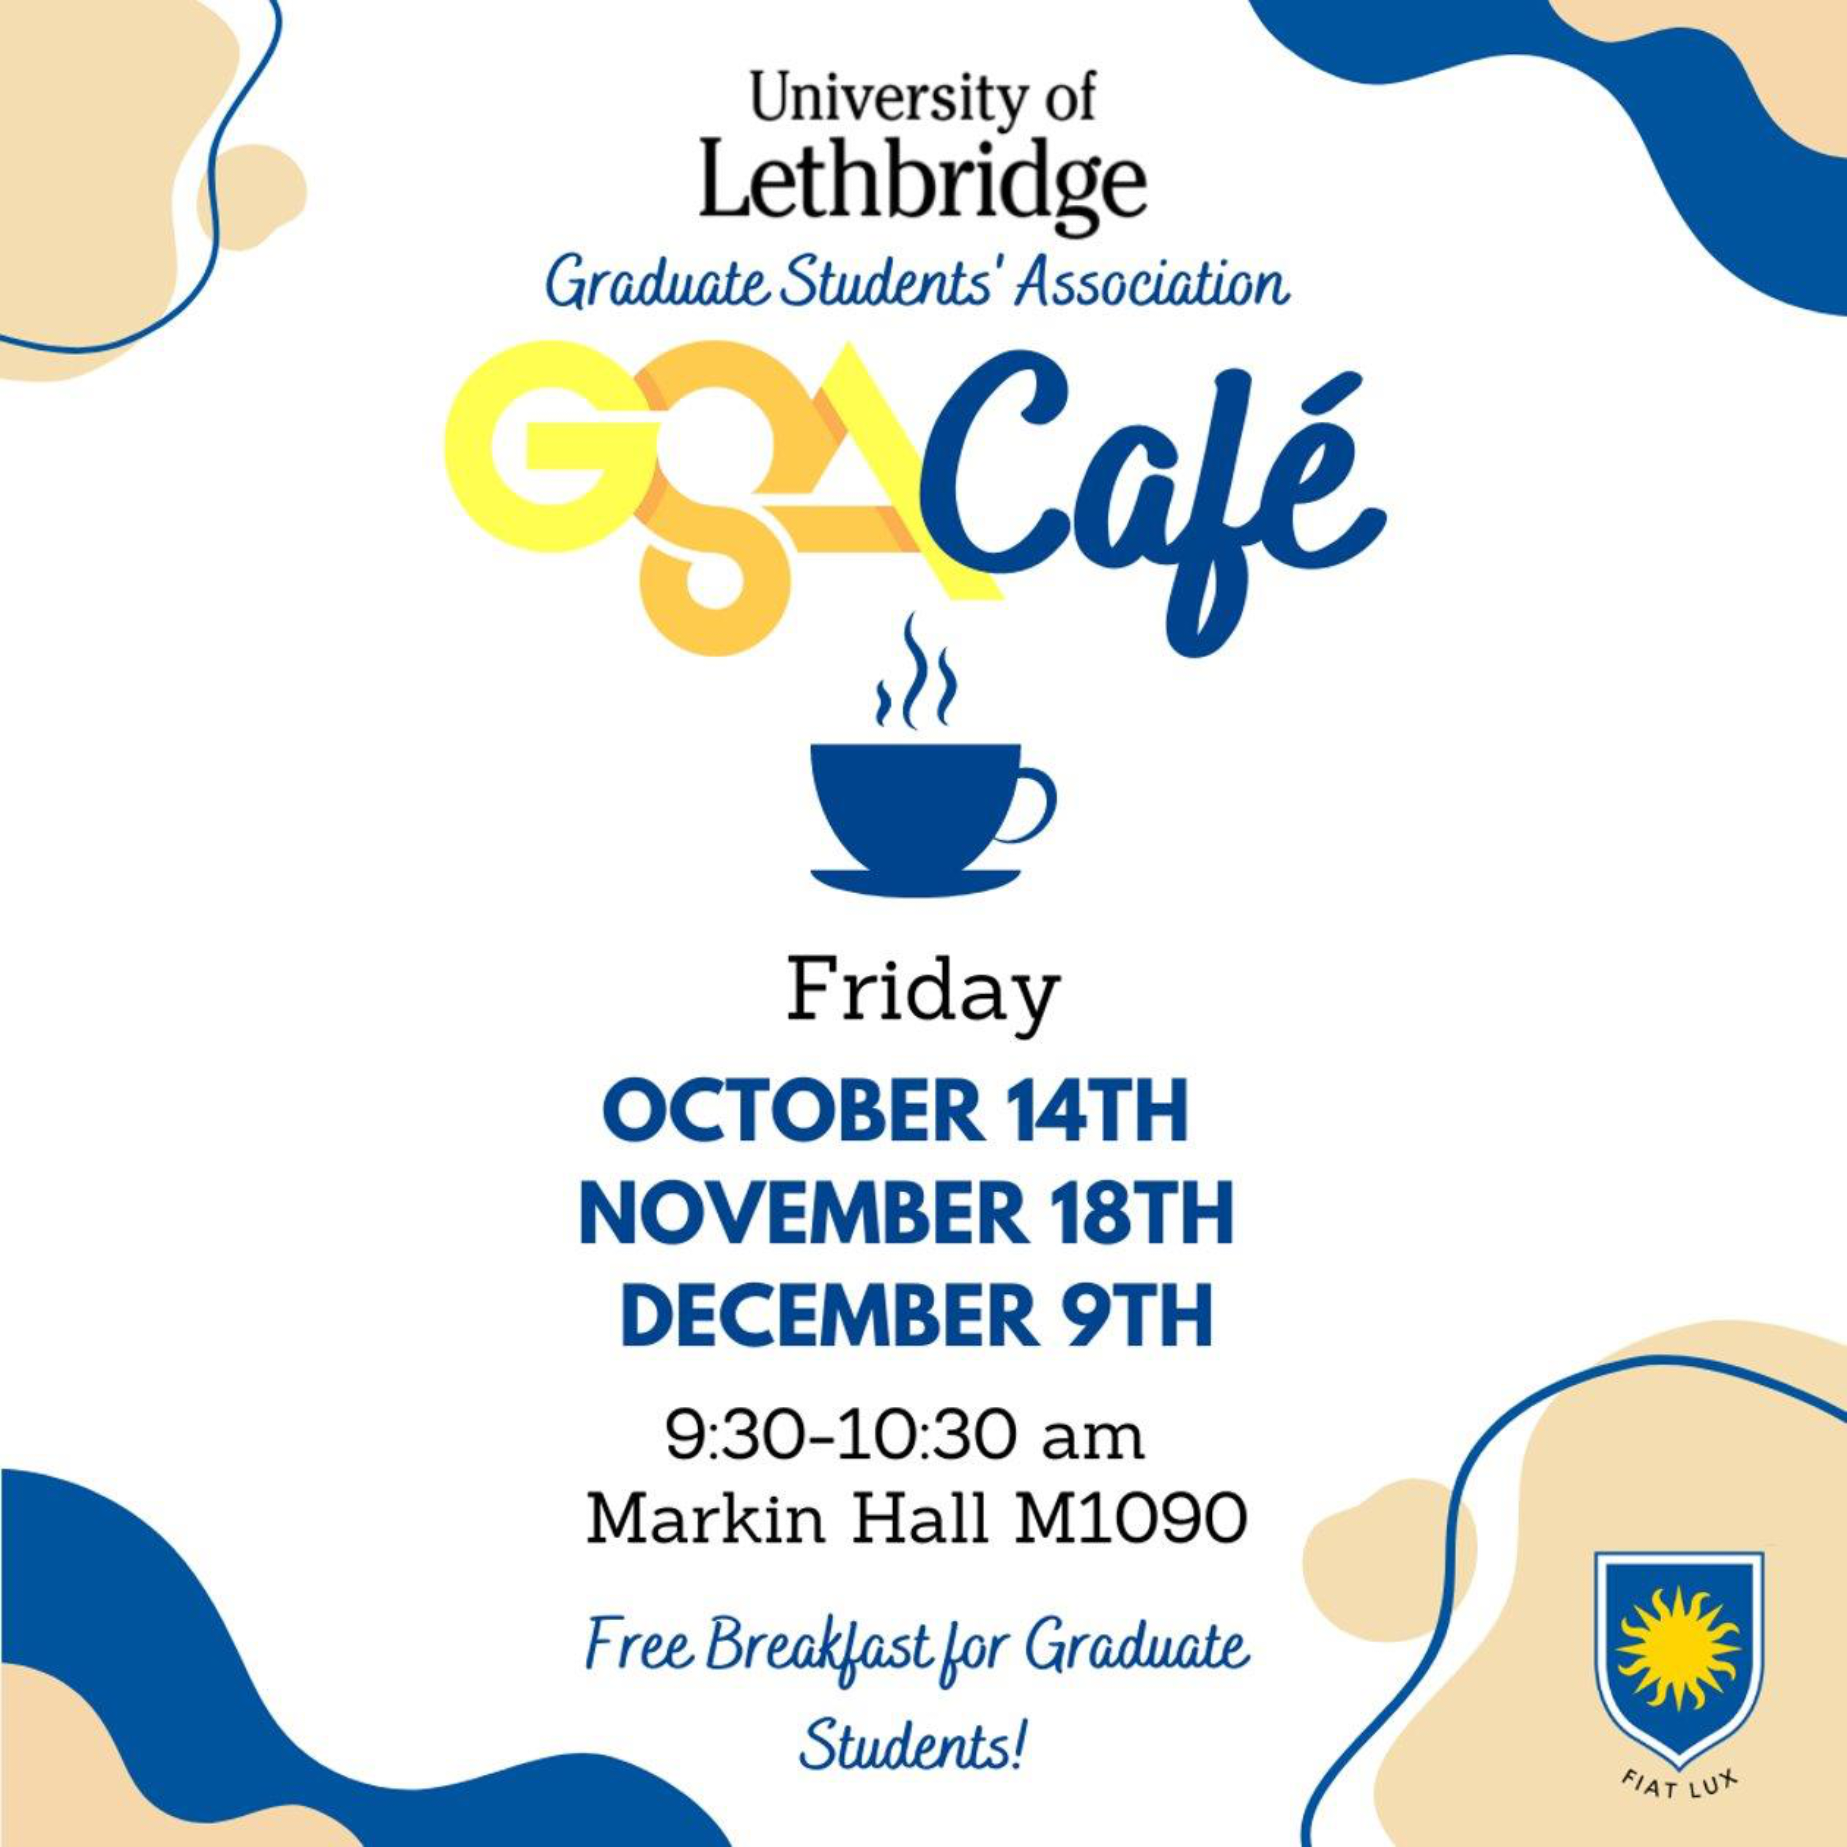 University of
Lethbridge
Graduate Students' Association
GSA Café
Friday
OCTOBER 14TH
NOVEMBER 18TH
DECEMBER 9TH
9:30-10:30 am
Markin Hall M1090
Free Breakfast for Graduate
Students!
FIAT LUX